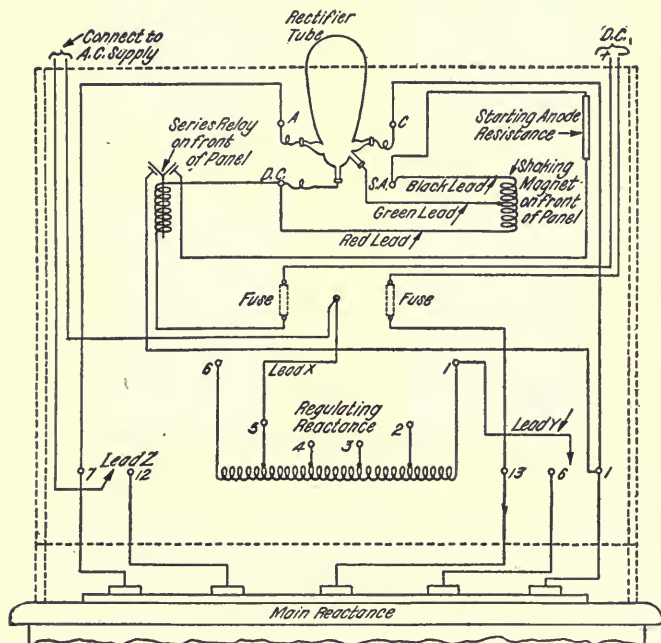 Connect to
A.C. Supply
Rectifier
Tube
D.C.
+ -
A
C
Starting Anode
Resistance
Series Relay
on front
of Panel
D.C.
S.A.
Black Lead
Shaking
Magnet
on Front
of Panel
Green Lead
Red Lead
Fuse
Fuse
6
Lead X
1
5
Regulating
Reactance
4
3
2
Lead Y
7
Lead Z
12
13
6
1
Main Reactance